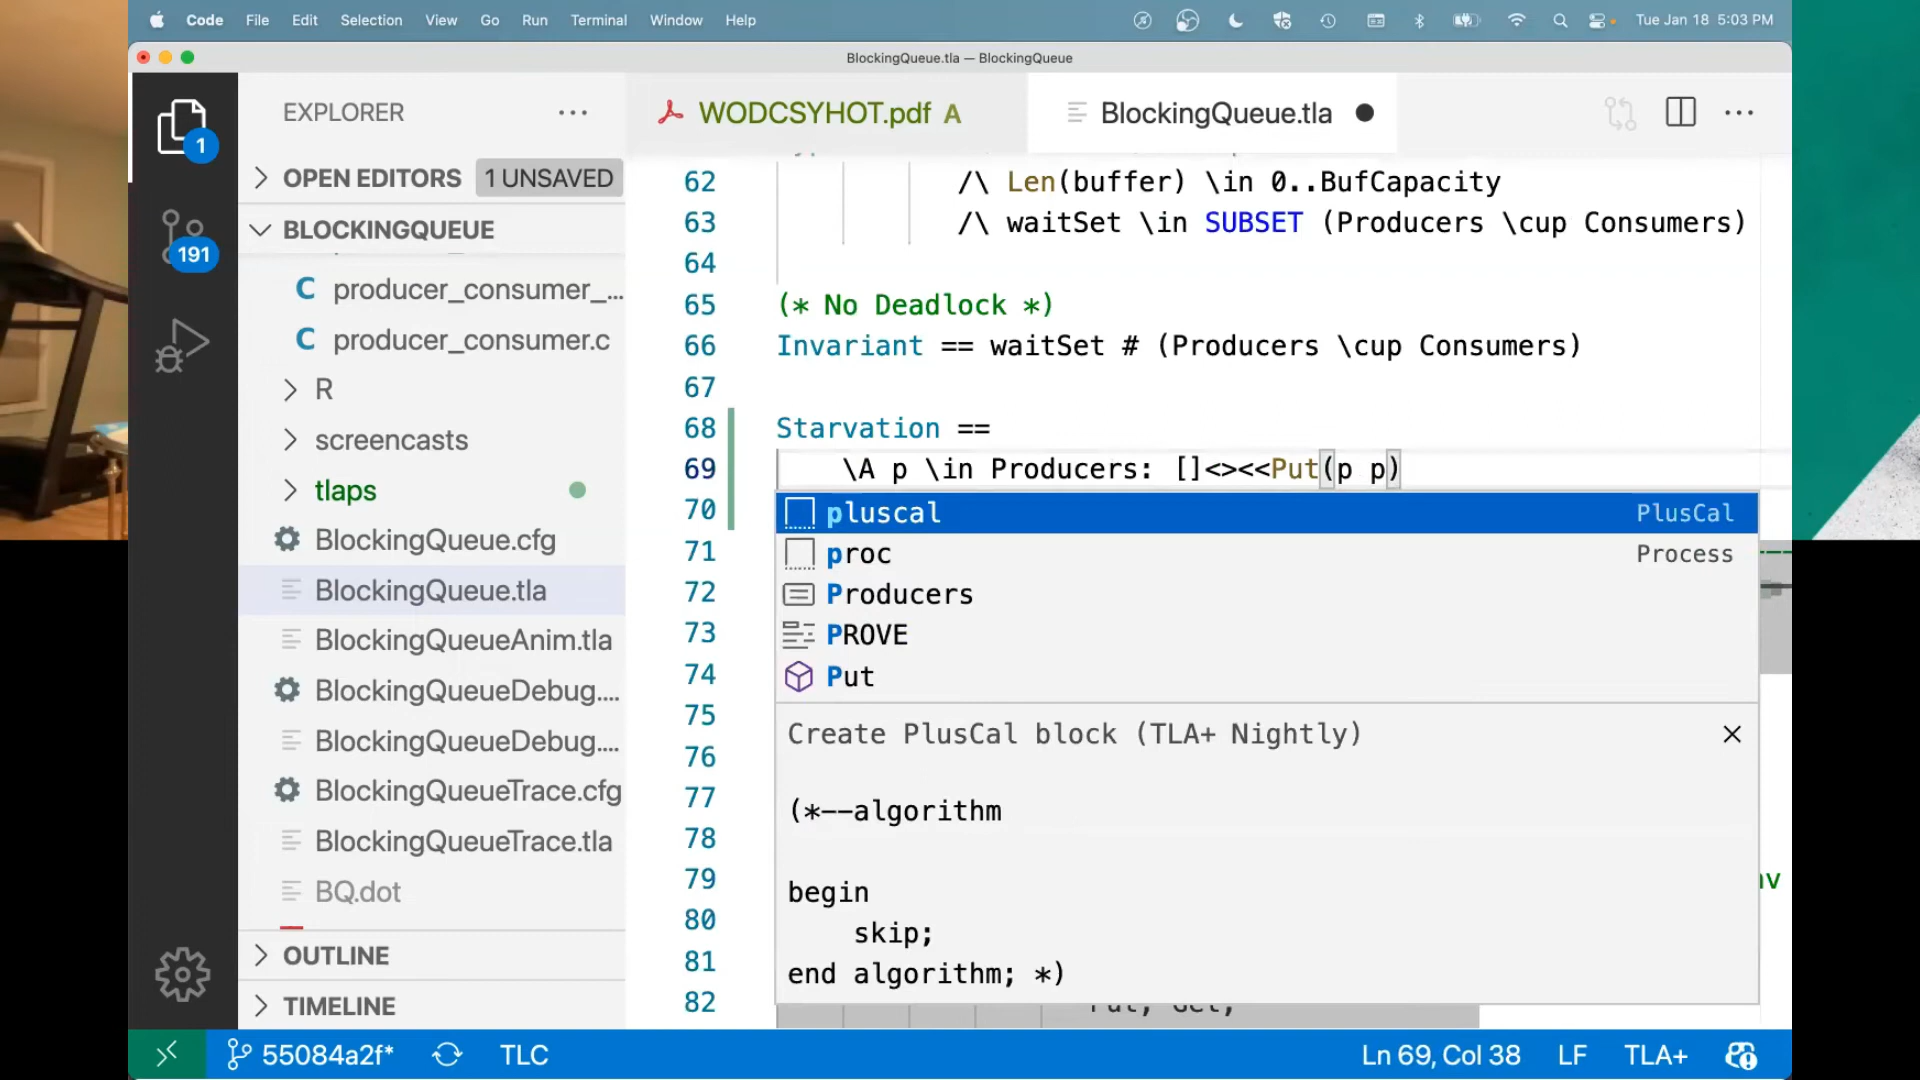 Code File Edit Selection View Go Run Terminal Window Help Tue Jan 18 5:03 PM
BlockingQueue.tla — BlockingQueue
EXPLORER
WODCSYHOT.pdf A
BlockingQueue.tla
1
OPEN EDITORS 1 UNSAVED
BLOCKINGQUEUE
191
producer_consumer_...
producer_consumer.c
R
screencasts
tlaps
BlockingQueue.cfg
BlockingQueue.tla
BlockingQueueAnim.tla
BlockingQueueDebug....
BlockingQueueDebug....
BlockingQueueTrace.cfg
BlockingQueueTrace.tla
BQ.dot
OUTLINE
TIMELINE
62 /\ Len(buffer) \in 0..BufCapacity
63 /\ waitSet \in SUBSET (Producers \cup Consumers)
64
65 (* No Deadlock *)
66 Invariant == waitSet # (Producers \cup Consumers)
67
68 Starvation ==
69 \A p \in Producers: []<><<Put(p p)
70
71
72
73
74
75
76
77
78
79
80
81
82 Put, Get,
pluscal PlusCal
proc Process
Producers
PROVE
Put
Create PlusCal block (TLA+ Nightly)
(*--algorithm
begin
skip;
end algorithm; *)
55084a2f* TLC Ln 69, Col 38 LF TLA+